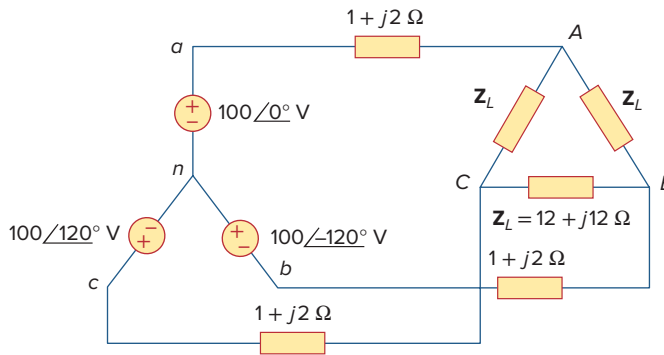 1 + j2 Ω
a
A
+
−
100 /0° V
Z_L
Z_L
n
C
100/120° V
−
+
+
−
100/−120° V
Z_L = 12 + j12 Ω
b
1 + j2 Ω
c
1 + j2 Ω